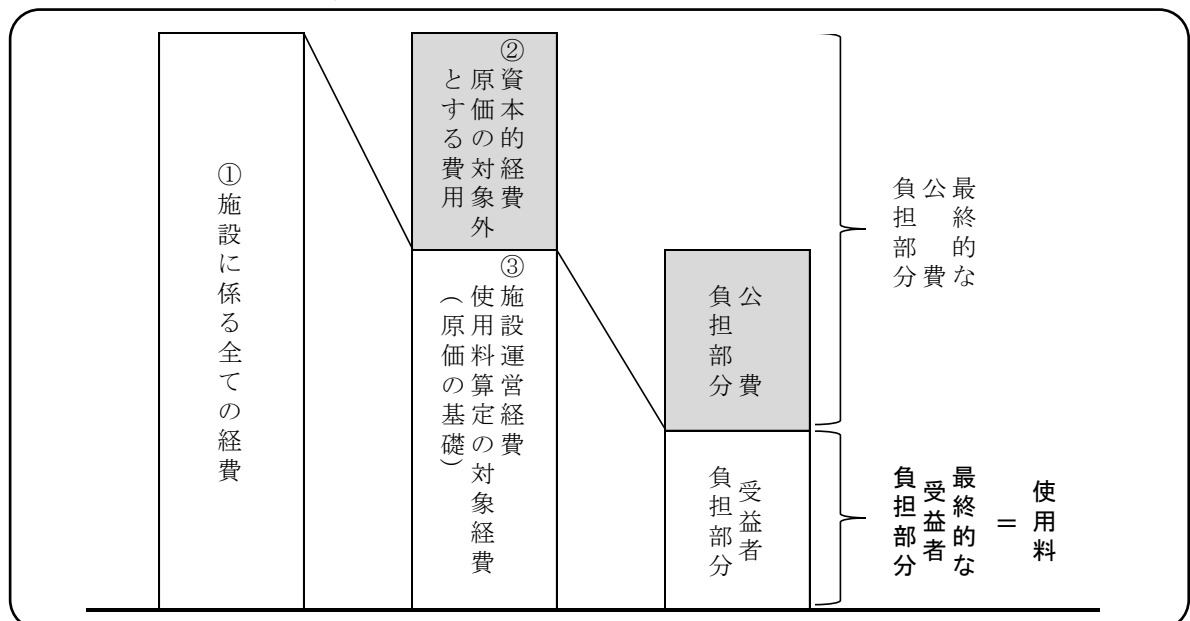 ①施設に係る全ての経費
②資本的経費
原価の対象外
とする費用
③施設運営経費
使用料算定の対象経費
(原価の基礎)
公費
負担部分
受益者
負担部分
最終的な
公費
負担部分
最終的な
受益者
負担部分
=
使用料